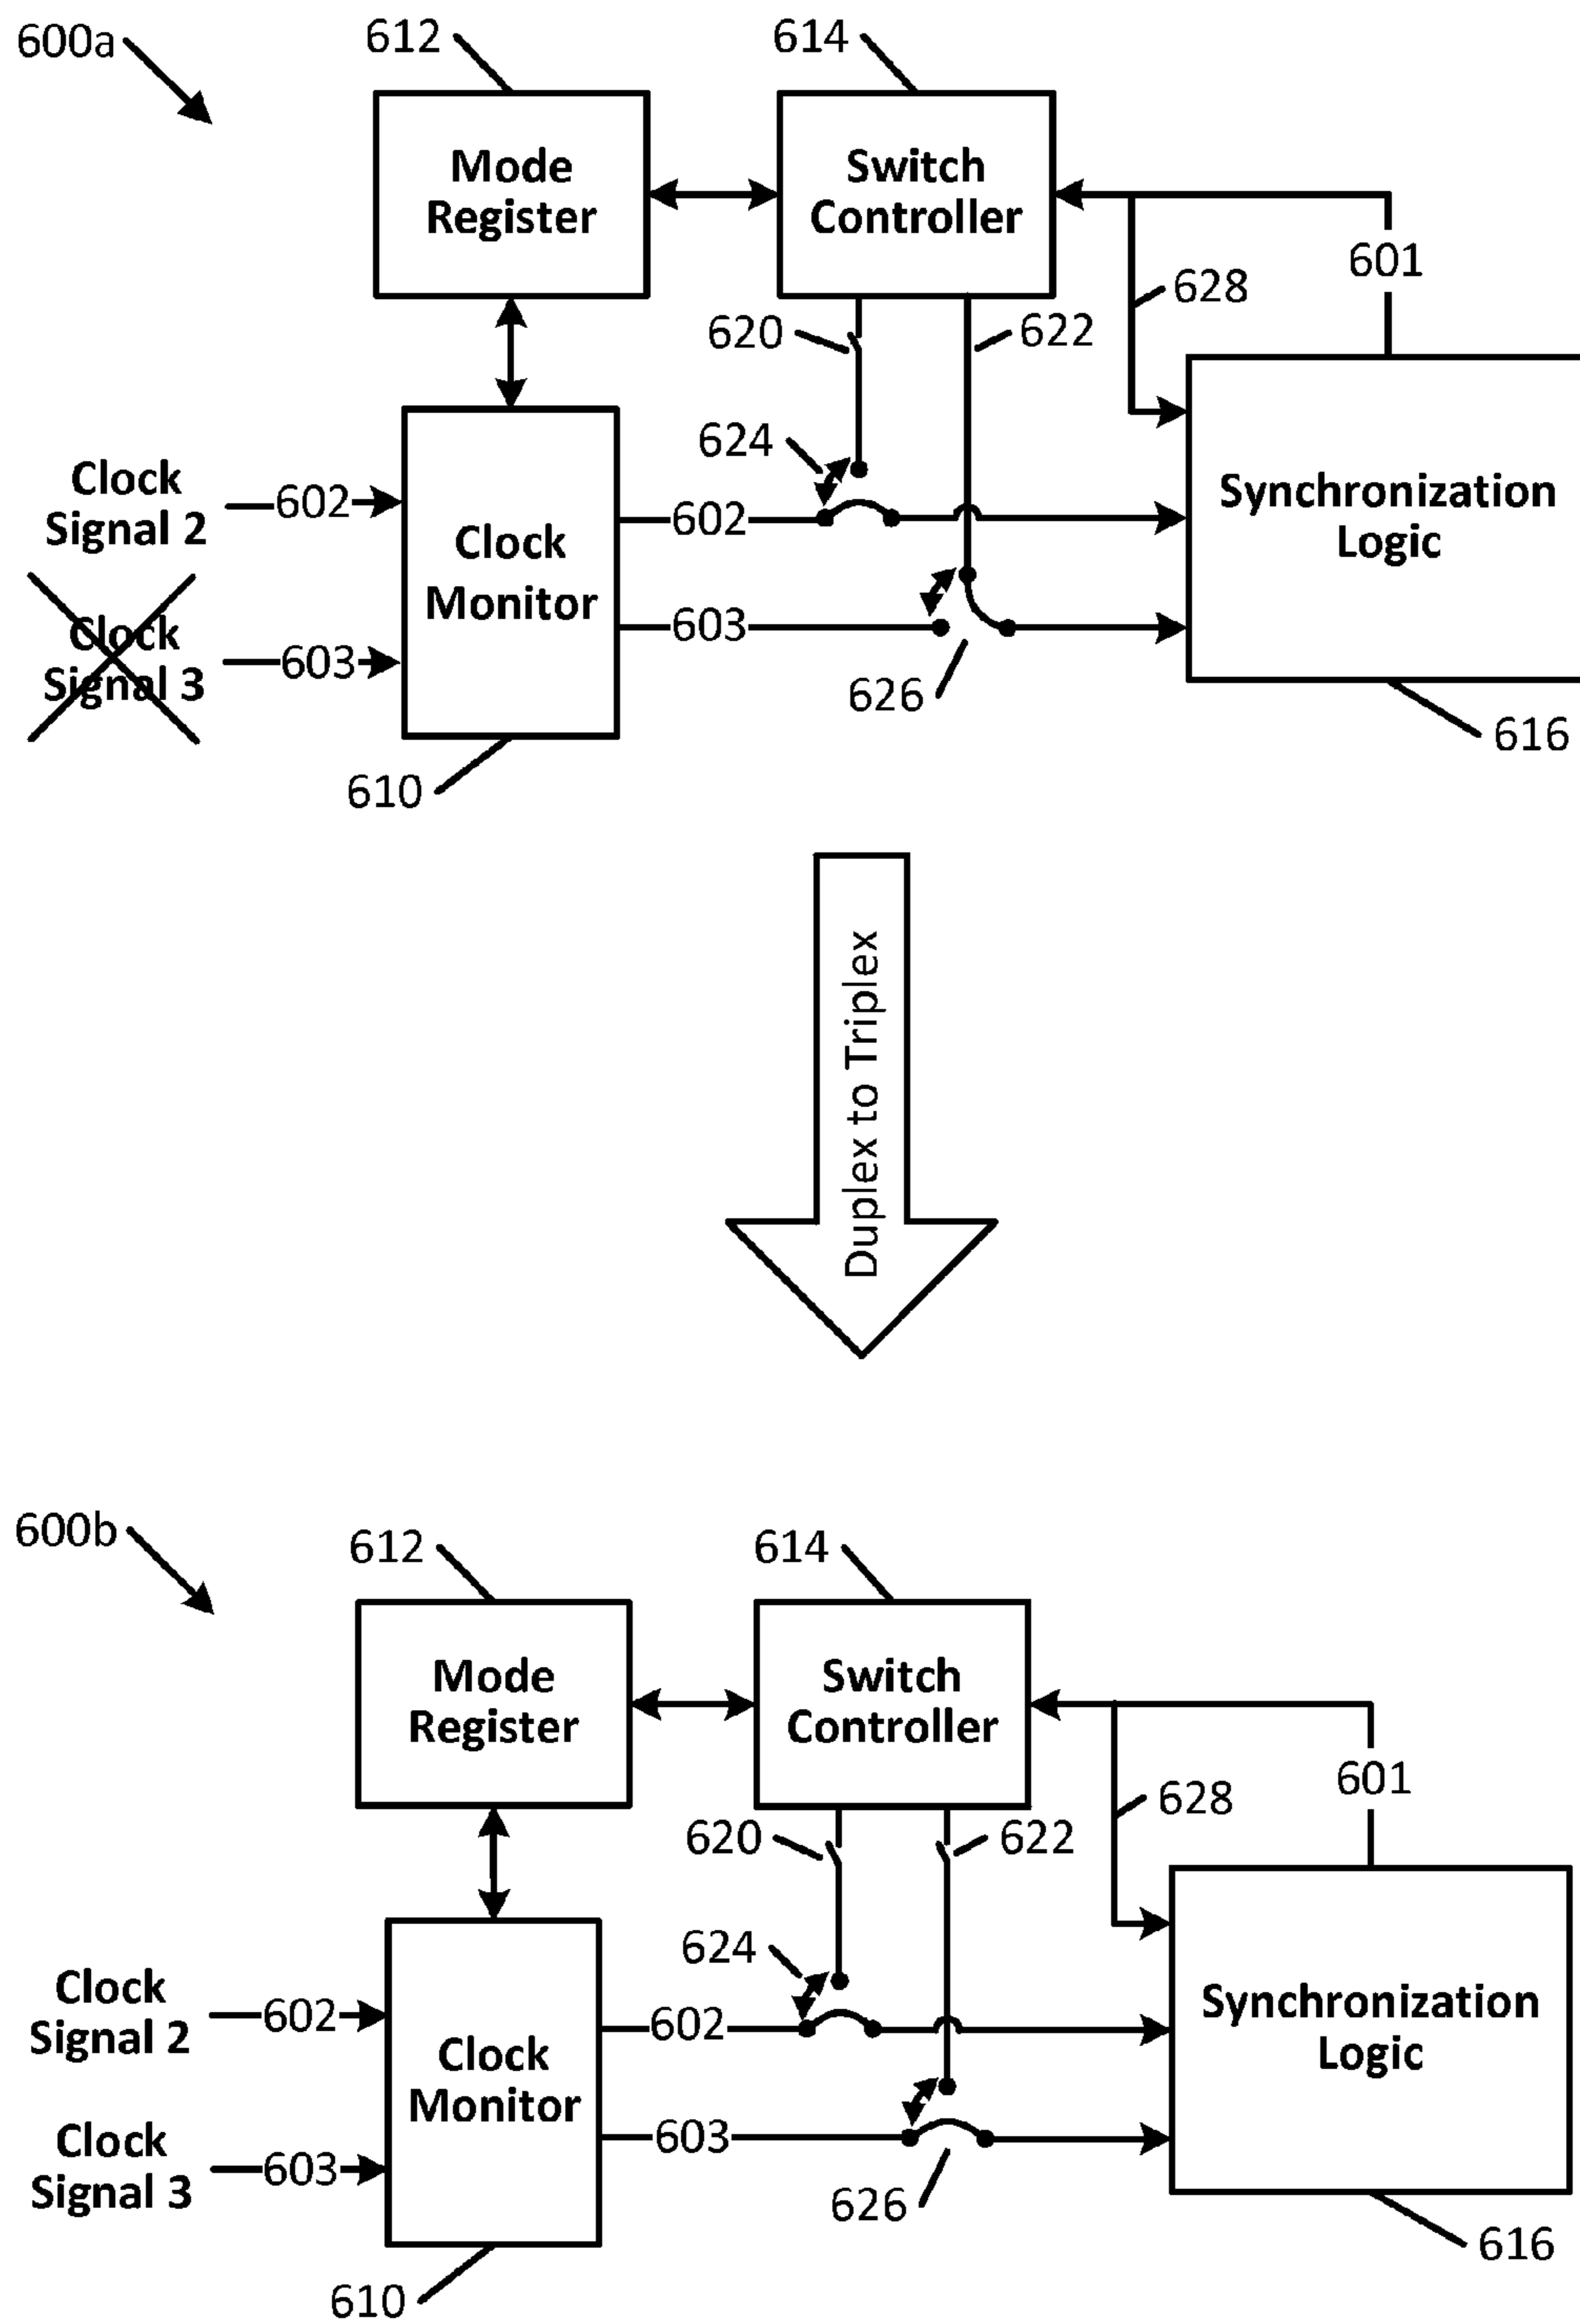 600a
612
614
Mode
Register
Switch
Controller
601
628
620
622
624
Clock
Signal 2
602
602
Clock
Monitor
Synchronization
Logic
Clock
Signal 3
603
603
626
616
610
Duplex to Triplex
600b
612
614
Mode
Register
Switch
Controller
601
628
620
622
624
Clock
Signal 2
602
602
Clock
Monitor
Synchronization
Logic
Clock
Signal 3
603
603
626
616
610